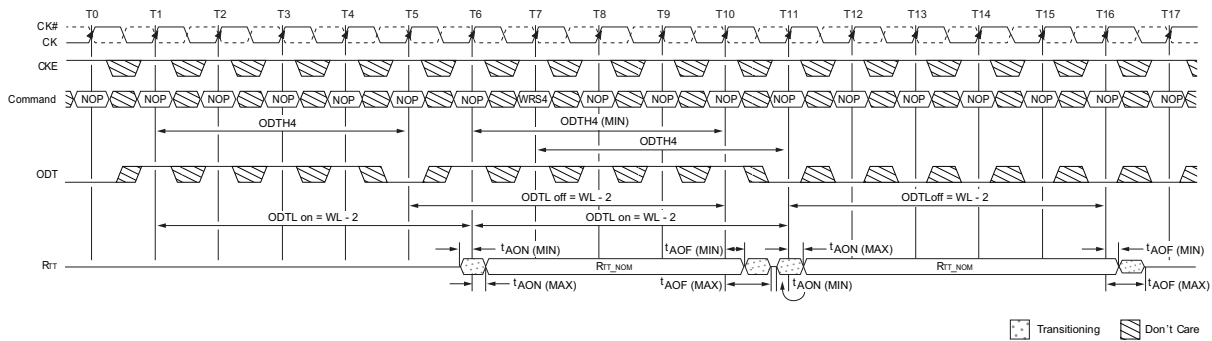 T0 T1 T2 T3 T4 T5 T6 T7 T8 T9 T10 T11 T12 T13 T14 T15 T16 T17
CK#
CK
CKE
Command NOP NOP NOP NOP NOP NOP NOP WRS4 NOP NOP NOP NOP NOP NOP NOP NOP NOP NOP
ODTH4 ODTH4 (MIN)
ODTH4
ODT
ODTL off = WL - 2 ODTLoff = WL - 2
ODTL on = WL - 2 ODTL on = WL - 2
tAON (MIN) tAOF (MIN) tAON (MAX) tAOF (MIN)
RTT RTT_NOM RTT_NOM
tAON (MAX) tAOF (MAX) tAON (MIN) tAOF (MAX)
Transitioning Don't Care